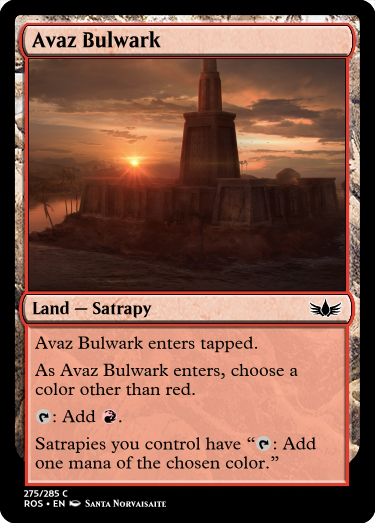 Avaz Bulwark
Land — Satrapy
Avaz Bulwark enters tapped.
As Avaz Bulwark enters, choose a
color other than red.
: Add .
Satrapies you control have “: Add
one mana of the chosen color.”
275/285 C
ROS • EN Santa Norvaisaite